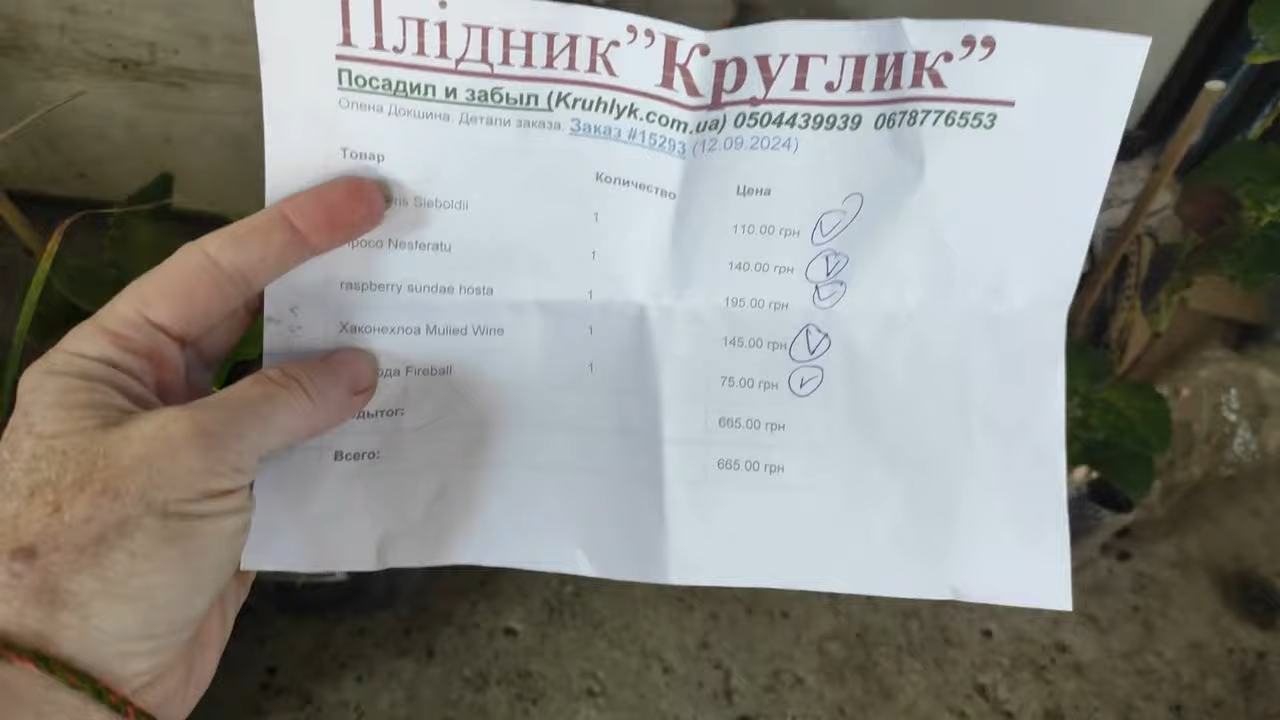 Плідник”Круглик”
Посадил и забыл (Kruhlyk.com.ua) 0504439939 0678776553
Олена Докшина. Детали заказа. Заказ #15293 (12.09.2024)
Товар Количество Цена
Sieboldii 1 110.00 грн
Nesferatu 1 140.00 грн
raspberry sundae hosta 1 195.00 грн
Хаконехлоа Mulled Wine 1 145.00 грн
Fireball 1 75.00 грн
665.00 грн
Всего: 665.00 грн